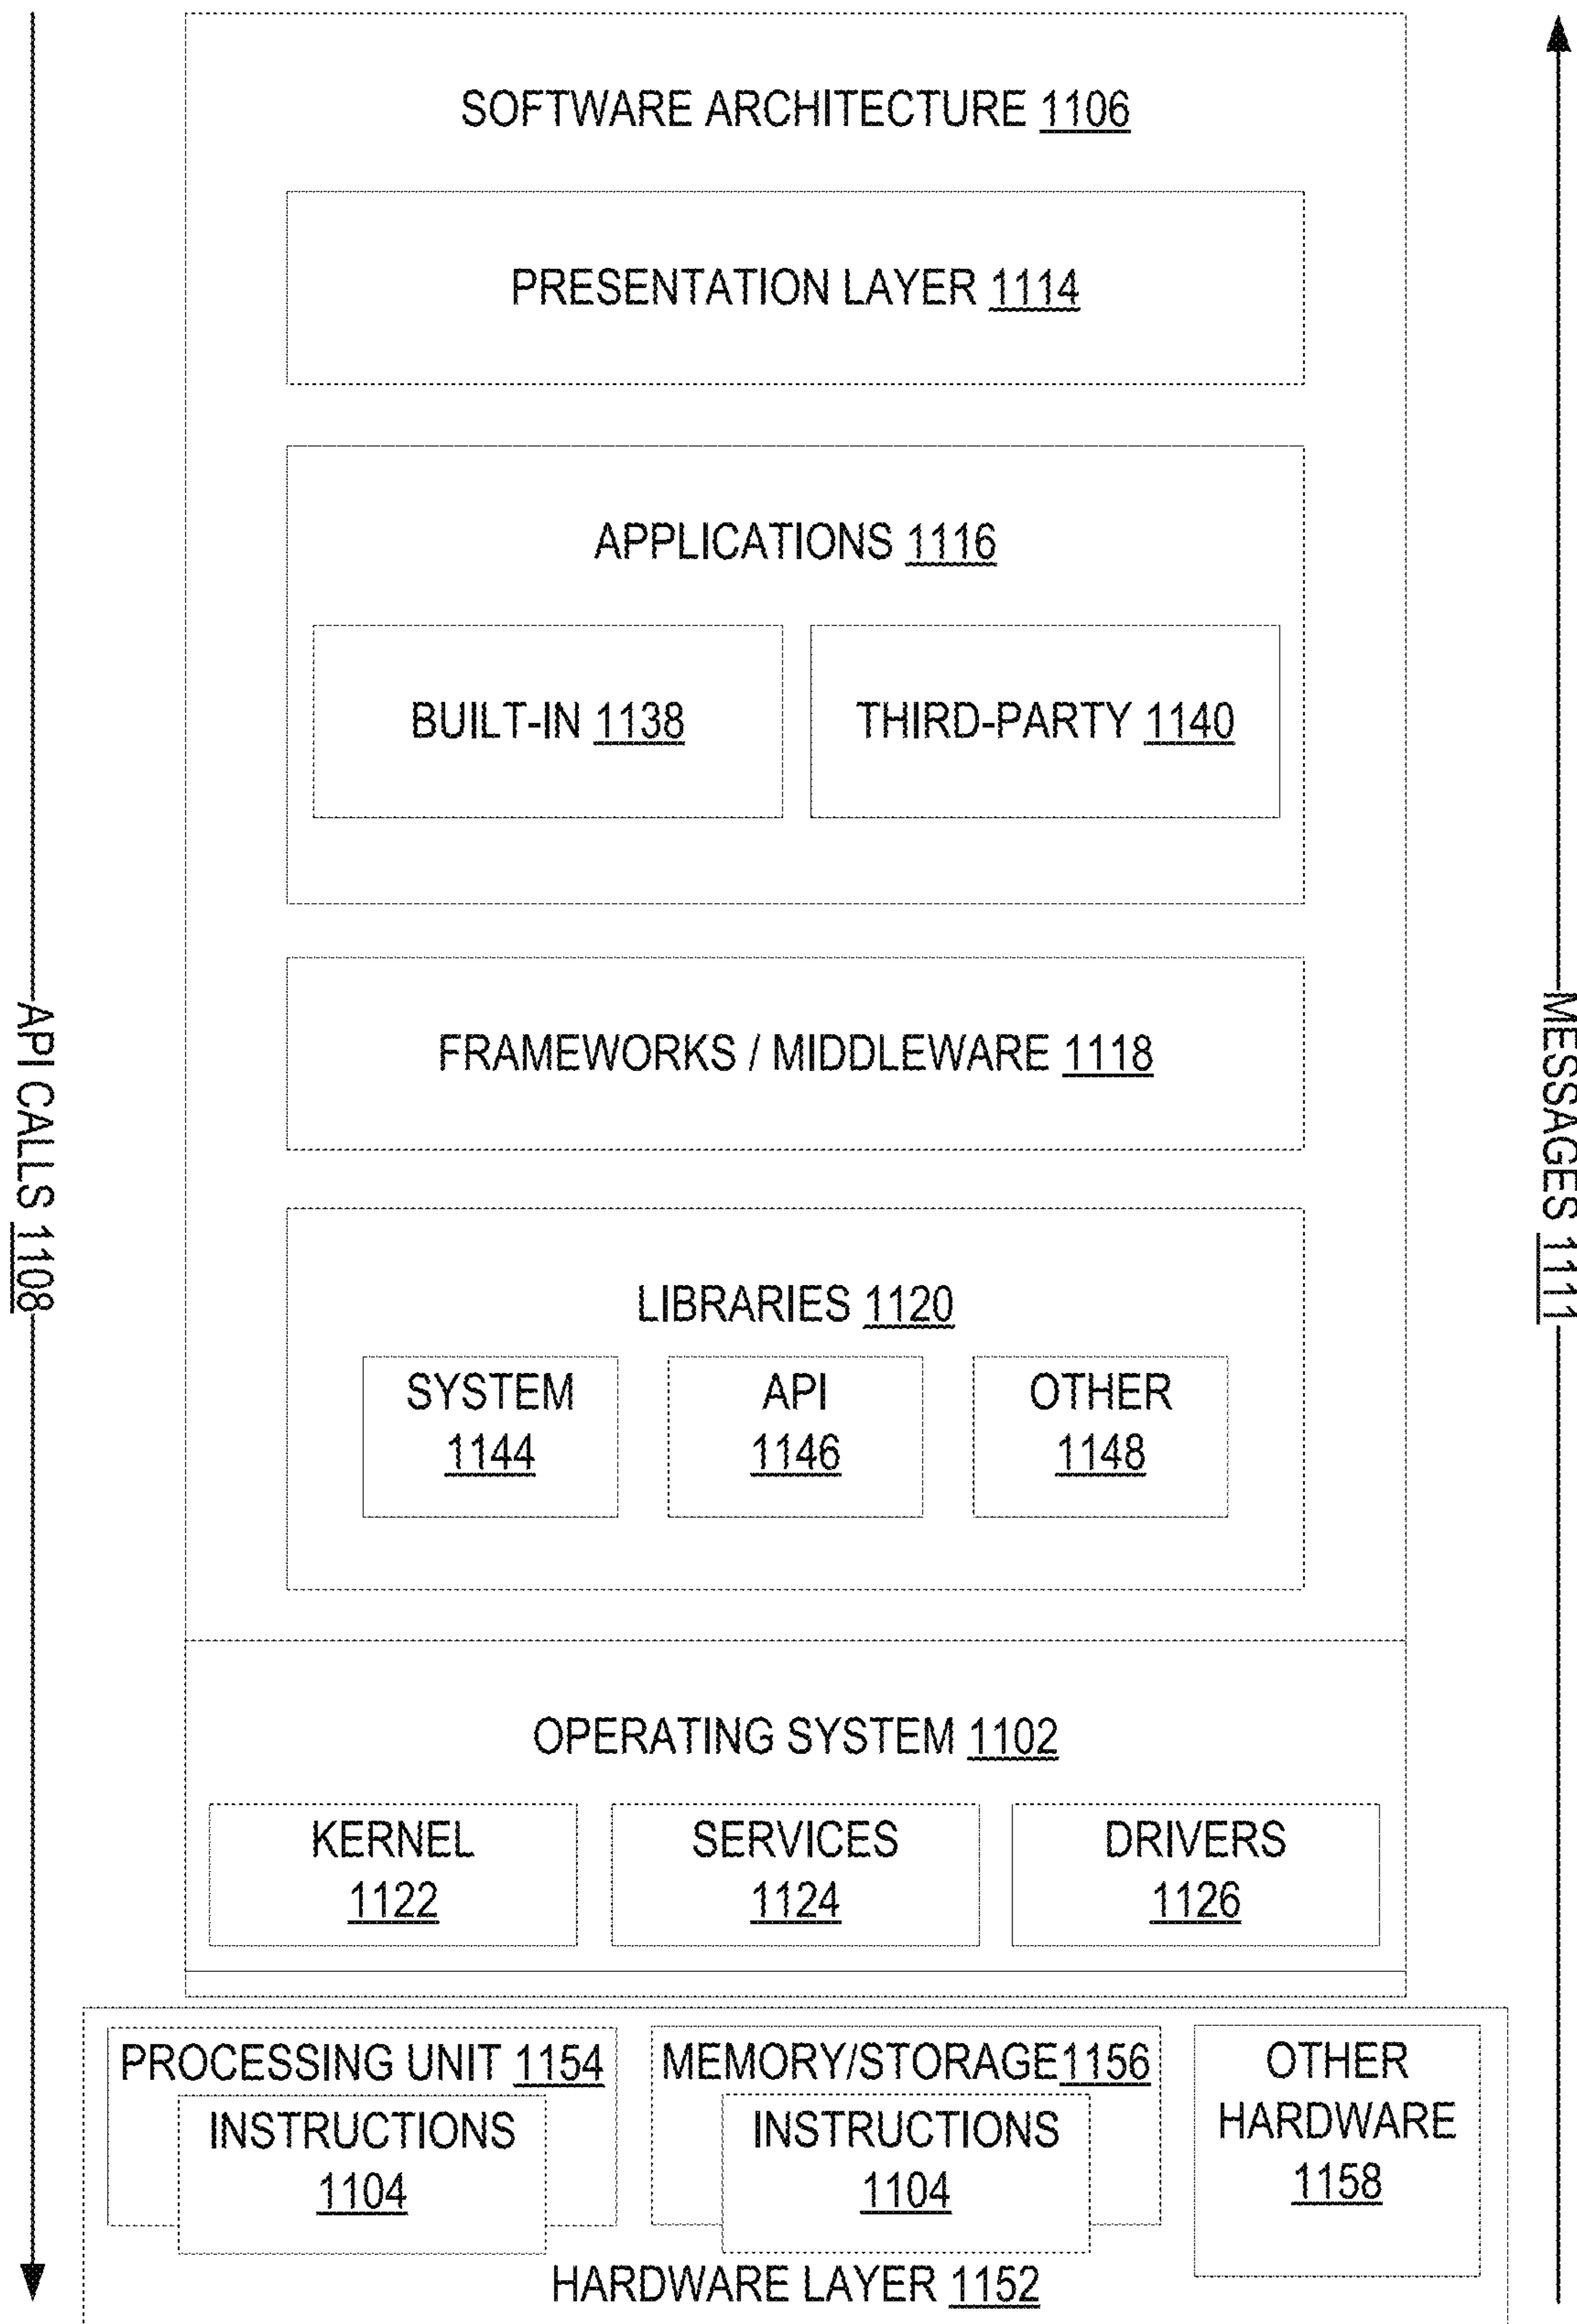 SOFTWARE ARCHITECTURE 1106
PRESENTATION LAYER 1114
APPLICATIONS 1116
BUILT-IN 1138
THIRD-PARTY 1140
FRAMEWORKS / MIDDLEWARE 1118
API CALLS 1108
MESSAGES 1111
LIBRARIES 1120
SYSTEM
1144
API
1146
OTHER
1148
OPERATING SYSTEM 1102
KERNEL
1122
SERVICES
1124
DRIVERS
1126
PROCESSING UNIT 1154
INSTRUCTIONS
1104
MEMORY/STORAGE1156
INSTRUCTIONS
1104
OTHER
HARDWARE
1158
HARDWARE LAYER 1152